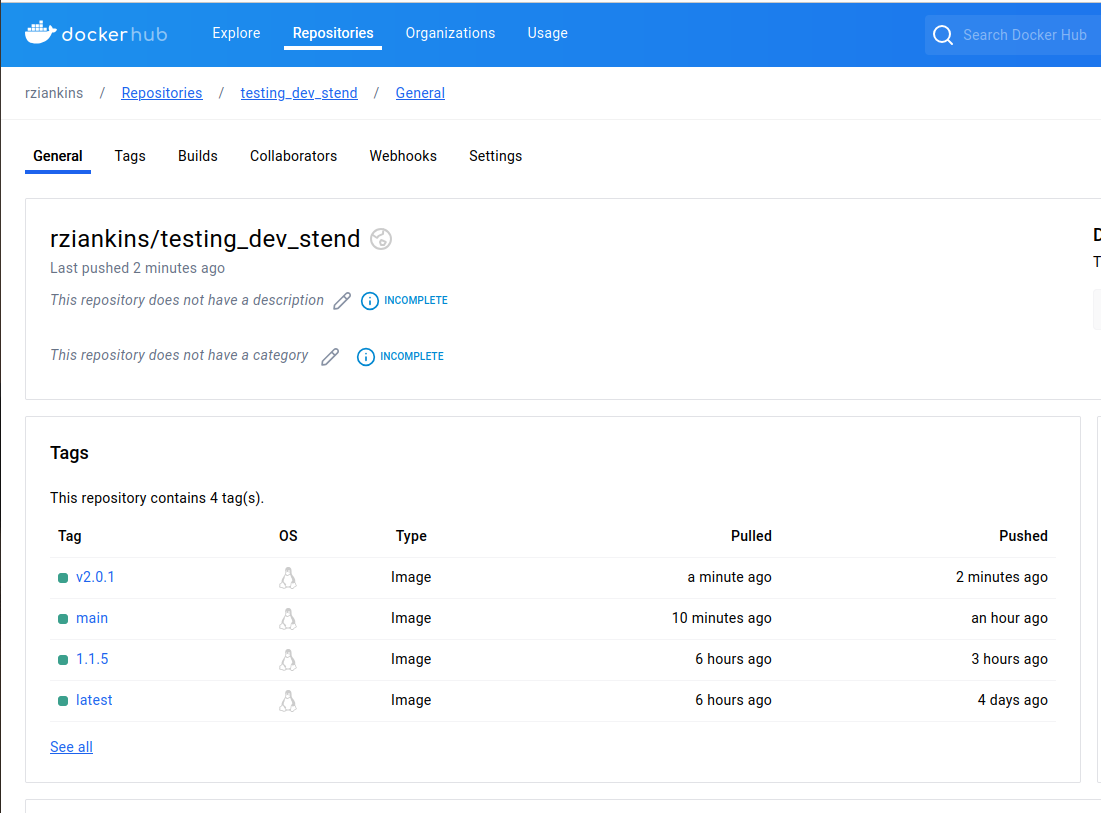 dockerhub Explore Repositories Organizations Usage Search Docker Hub
rziankins / Repositories / testing_dev_stend / General
General Tags Builds Collaborators Webhooks Settings
rziankins/testing_dev_stend
Last pushed 2 minutes ago
This repository does not have a description INCOMPLETE
This repository does not have a category INCOMPLETE
Tags
This repository contains 4 tag(s).
Tag OS Type Pulled Pushed
v2.0.1 Image a minute ago 2 minutes ago
main Image 10 minutes ago an hour ago
1.1.5 Image 6 hours ago 3 hours ago
latest Image 6 hours ago 4 days ago
See all